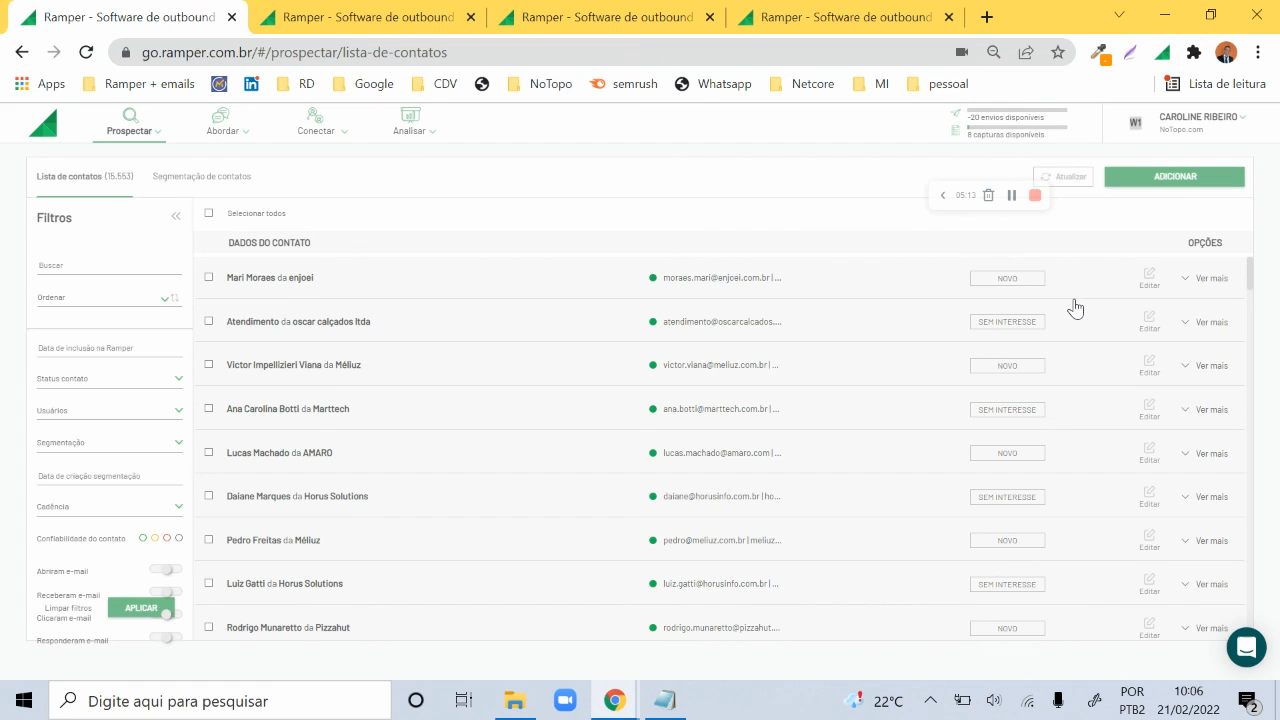 Ramper - Software de outbound
Ramper - Software de outbound
Ramper - Software de outbound
Ramper - Software de outbound
go.ramper.com.br/#/prospectar/lista-de-contatos
Apps
Ramper + emails
RD
Google
CDV
NoTopo
semrush
Whatsapp
Netcore
MI
pessoal
Lista de leitura
Prospectar
Abordar
Conectar
Analisar
-20 envios disponíveis
8 capturas disponíveis
W1
CAROLINE RIBEIRO
NoTopo.com
Lista de contatos (15.553)
Segmentação de contatos
Atualizar
ADICIONAR
05:13
Filtros
Selecionar todos
DADOS DO CONTATO
OPÇÕES
Buscar
Ordenar
Data de inclusão na Ramper
Status contato
Usuários
Segmentação
Data de criação segmentação
Cadência
Confiabilidade do contato
Abriram e-mail
Receberam e-mail
Limpar filtros
APLICAR
Clicaram e-mail
Responderam e-mail
Mari Moraes da enjoei
moraes.mari@enjoei.com.br |...
NOVO
Editar
Ver mais
Atendimento da oscar calçados ltda
atendimento@oscarcalcados....
SEM INTERESSE
Editar
Ver mais
Victor Impellizieri Viana da Méliuz
victor.viana@meliuz.com.br | ...
NOVO
Editar
Ver mais
Ana Carolina Botti da Marttech
ana.botti@marttech.com.br | ...
SEM INTERESSE
Editar
Ver mais
Lucas Machado da AMARO
lucas.machado@amaro.com | ...
NOVO
Editar
Ver mais
Daiane Marques da Horus Solutions
daiane@horusinfo.com.br | ho...
SEM INTERESSE
Editar
Ver mais
Pedro Freitas da Méliuz
pedro@meliuz.com.br | meliuz...
NOVO
Editar
Ver mais
Luiz Gatti da Horus Solutions
luiz.gatti@horusinfo.com.br | ...
SEM INTERESSE
Editar
Ver mais
Rodrigo Munaretto da Pizzahut
rodrigo.munaretto@pizzahut....
NOVO
Editar
Ver mais
Digite aqui para pesquisar
22°C
POR
PTB2
10:06
21/02/2022
2